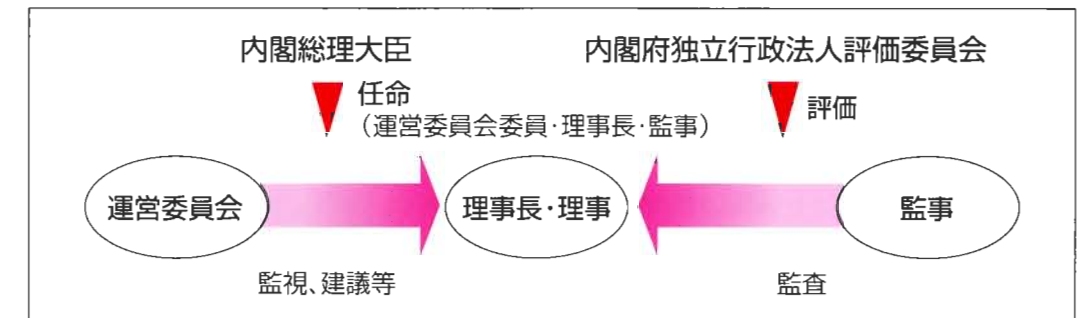 内閣総理大臣
内閣府独立行政法人評価委員会
任命
(運営委員会委員・理事長・監事)
評価
運営委員会
理事長・理事
監事
監視、建議等
監査